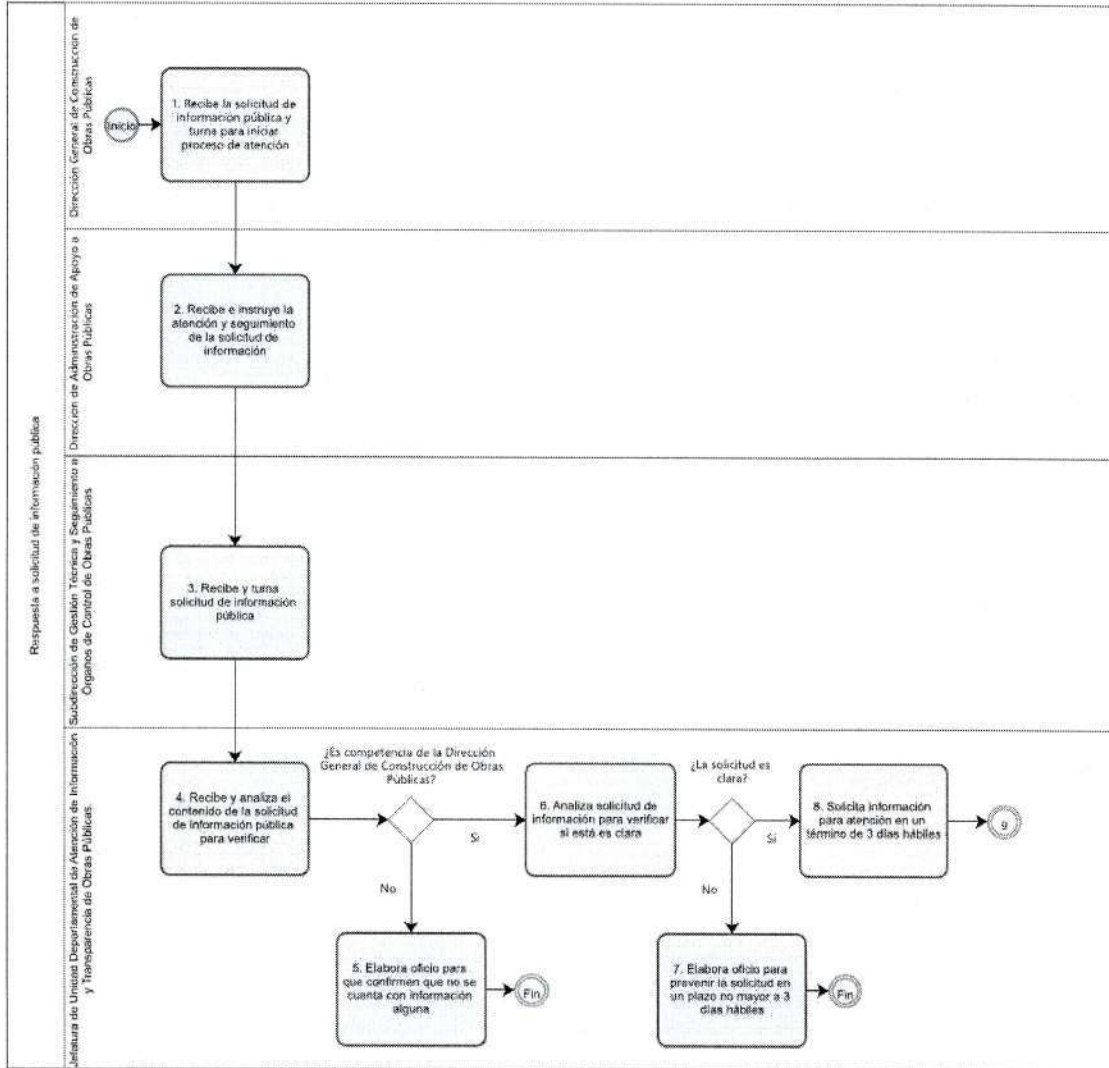 Respuesta a solicitud de información pública
Dirección General de Construcción de
Obras Públicas
Inicio
1. Recibe la solicitud de
información pública y
turna para iniciar
proceso de atención
Dirección de Administración de Apoyo a
Obras Públicas
2. Recibe e instruye la
atención y seguimiento
de la solicitud de
información
Subdirección de Gestión Técnica y Seguimiento a
Organos de Control de Obras Publicas
3. Recibe y turna
solicitud de información
pública
Jefatura de Unidad Departamental de Atención de Información
y Transparencia de Obras Públicas
4. Recibe y analiza el
contenido de la solicitud
de información pública
para verificar
¿Es competencia de la Dirección
General de Construcción de Obras
Públicas?
Si
No
5. Elabora oficio para
que confirmen que no se
cuenta con información
alguna
Fin
6. Analiza solicitud de
información para verificar
si está es clara
¿La solicitud es
clara?
Si
No
7. Elabora oficio para
prevenir la solicitud en
un plazo no mayor a 3
días hábiles
Fin
8. Solicita información
para atención en un
término de 3 días hábiles
9